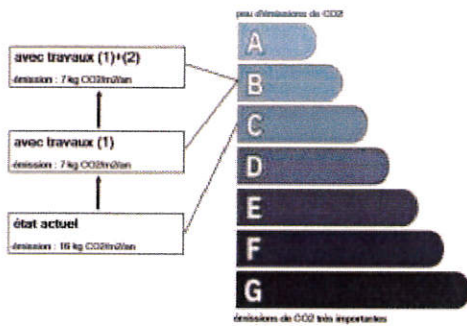 peu d'émissions de CO2
A
avec travaux (1)+(2)
émission : 7 kg CO2/m2/an
B
C
avec travaux (1)
émission : 7 kg CO2/m2/an
D
E
état actuel
émission : 16 kg CO2/m2/an
F
G
émissions de CO2 très importantes